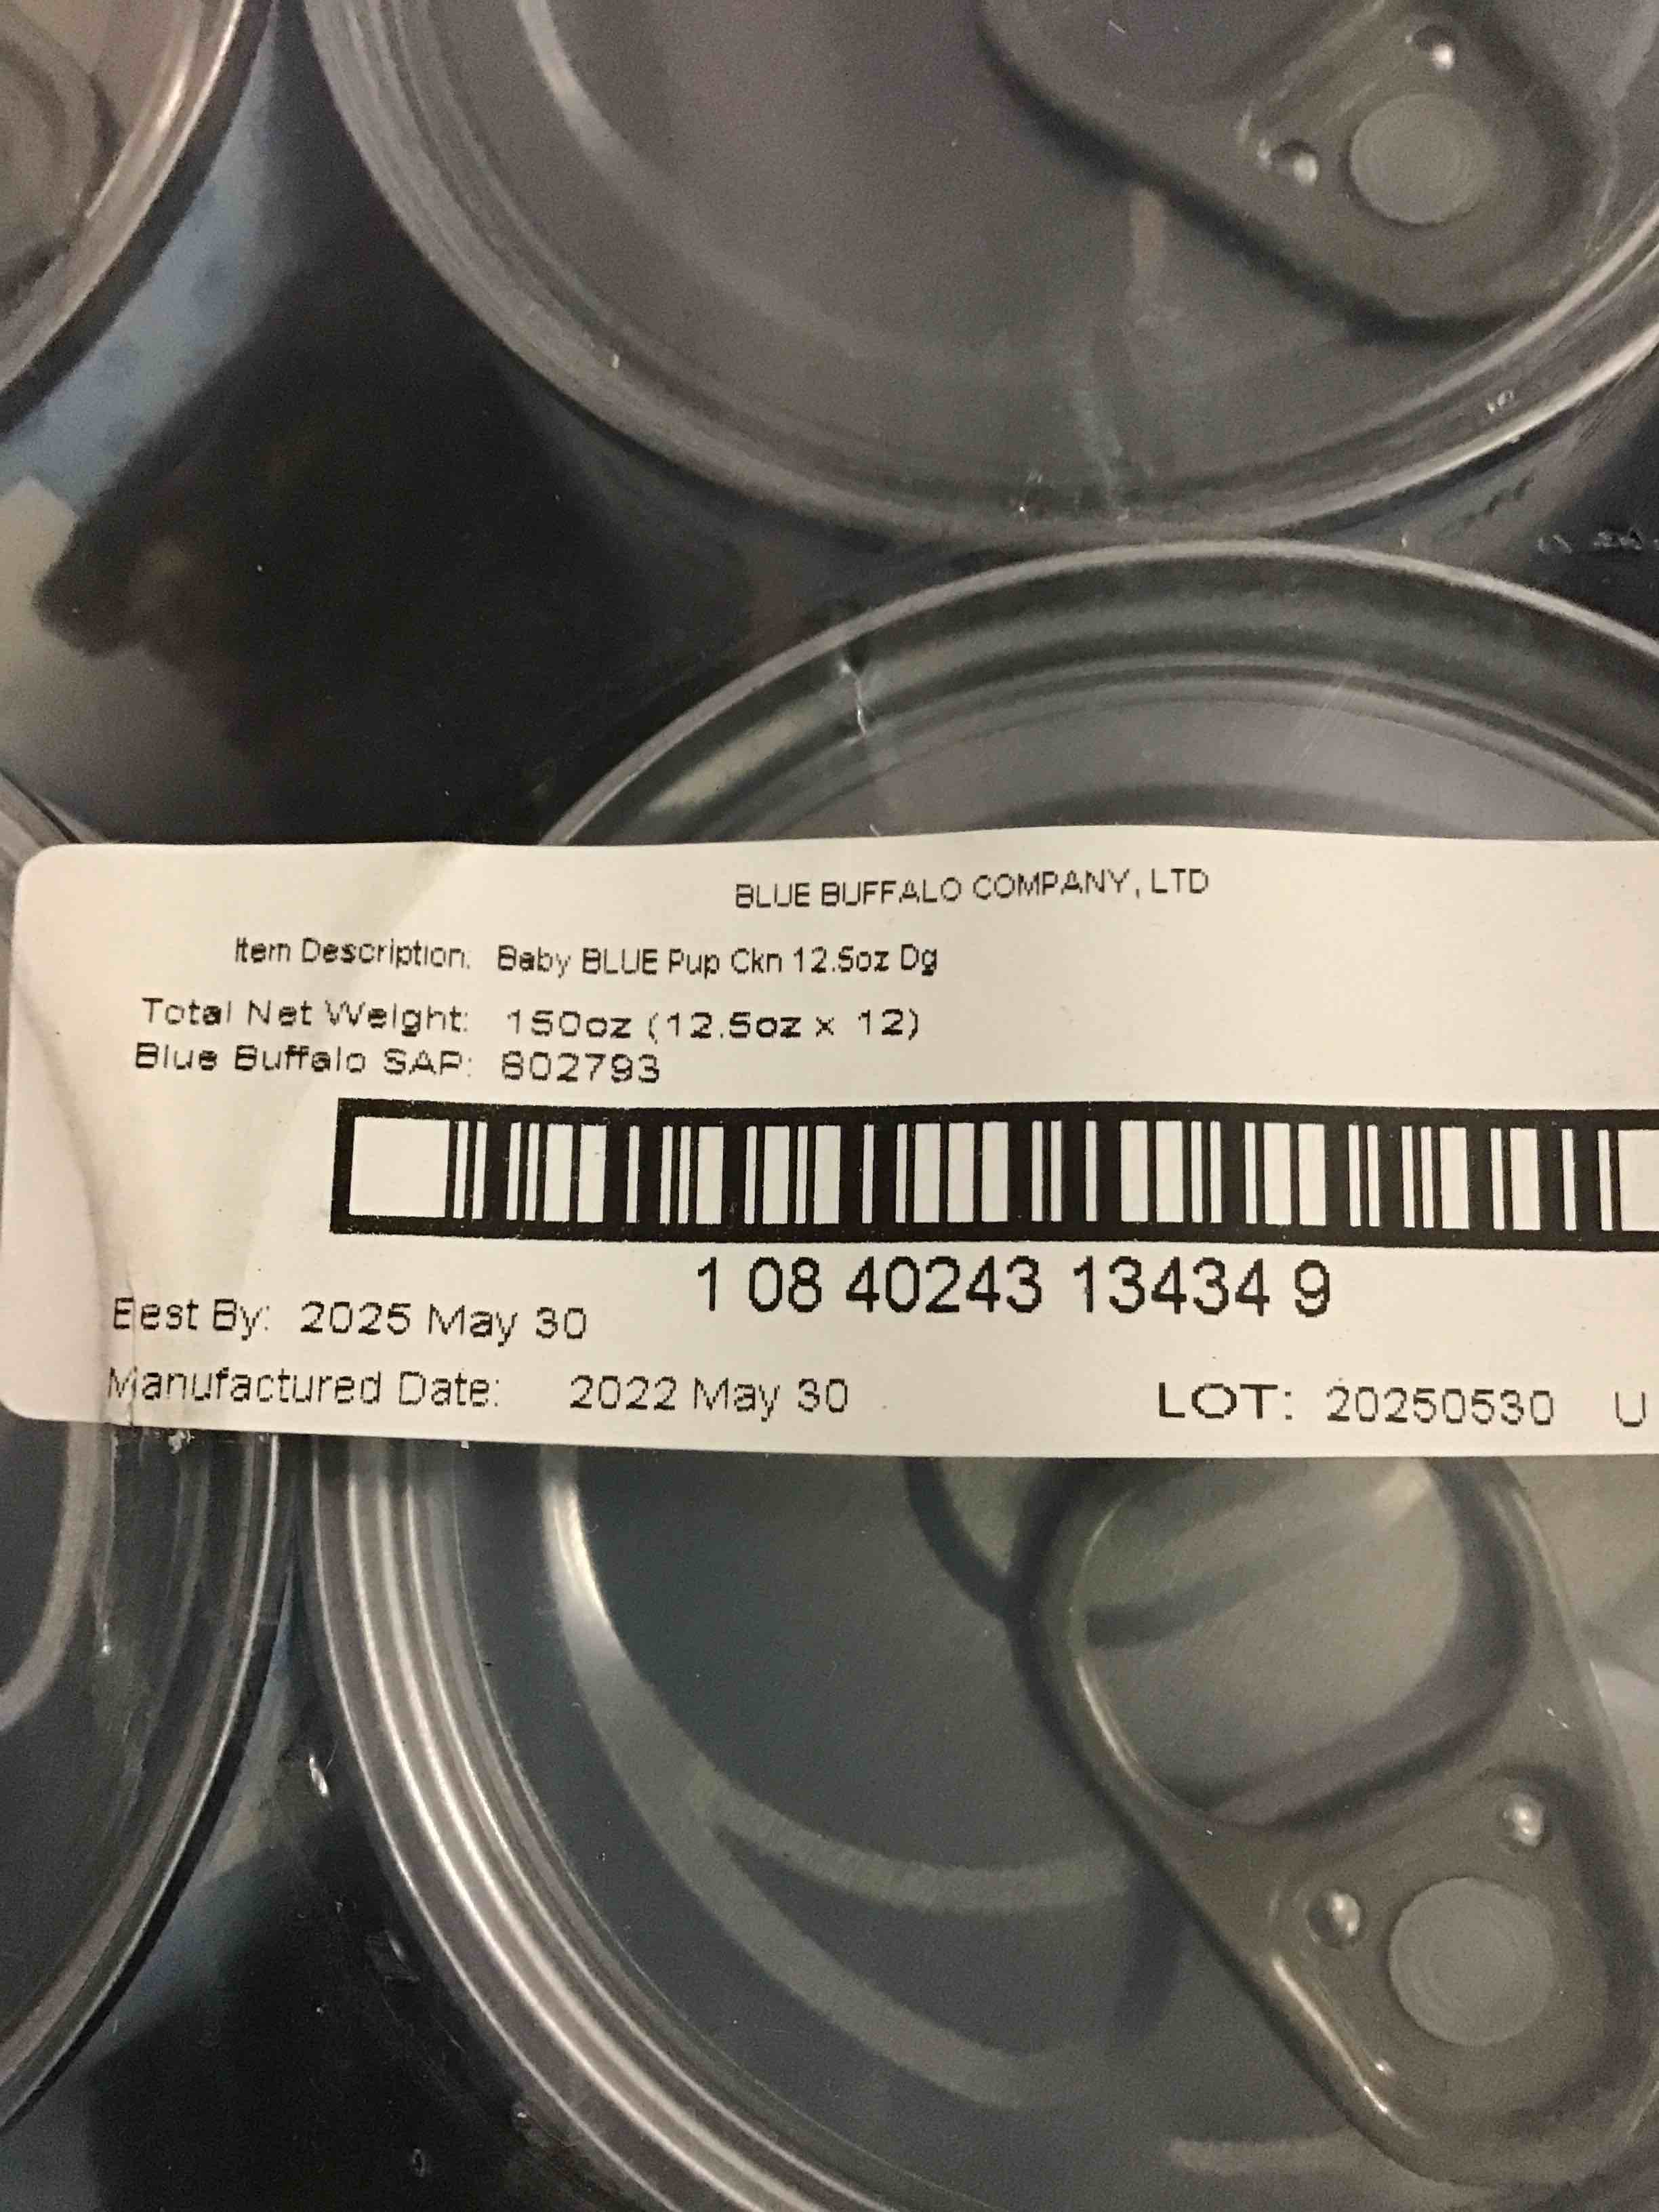 BLUE BUFFALO COMPANY, LTD
Item Description: Baby BLUE Pup Ckn 12.5oz Dg
Total Net Weight: 150oz (12.5oz x 12)
Blue Buffalo SAP: 802793
1 08 40243 13434 9
Best By: 2025 May 30
Manufactured Date: 2022 May 30
LOT: 20250530 U